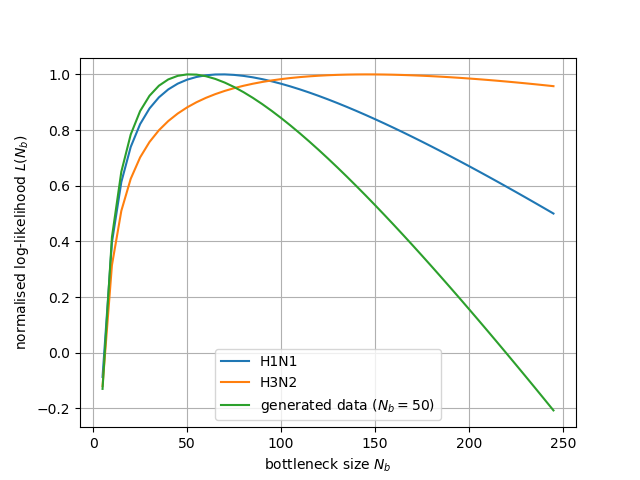 1.0
0.8
0.6
0.4
0.2
0.0
−0.2
0
50
100
150
200
250
normalised log-likelihood L(N_b)
bottleneck size N_b
H1N1
H3N2
generated data (N_b = 50)